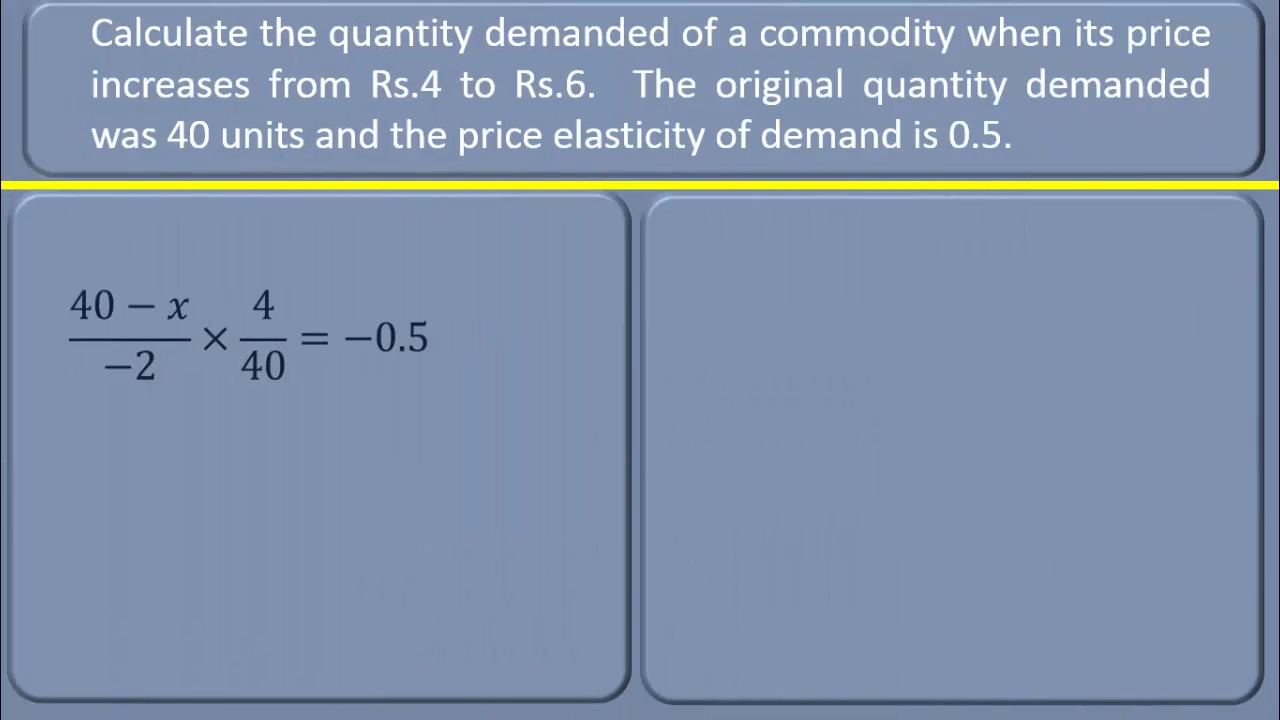 Calculate the quantity demanded of a commodity when its price
increases from Rs.4 to Rs.6. The original quantity demanded
was 40 units and the price elasticity of demand is 0.5.
40 − x / −2 × 4 / 40 = −0.5